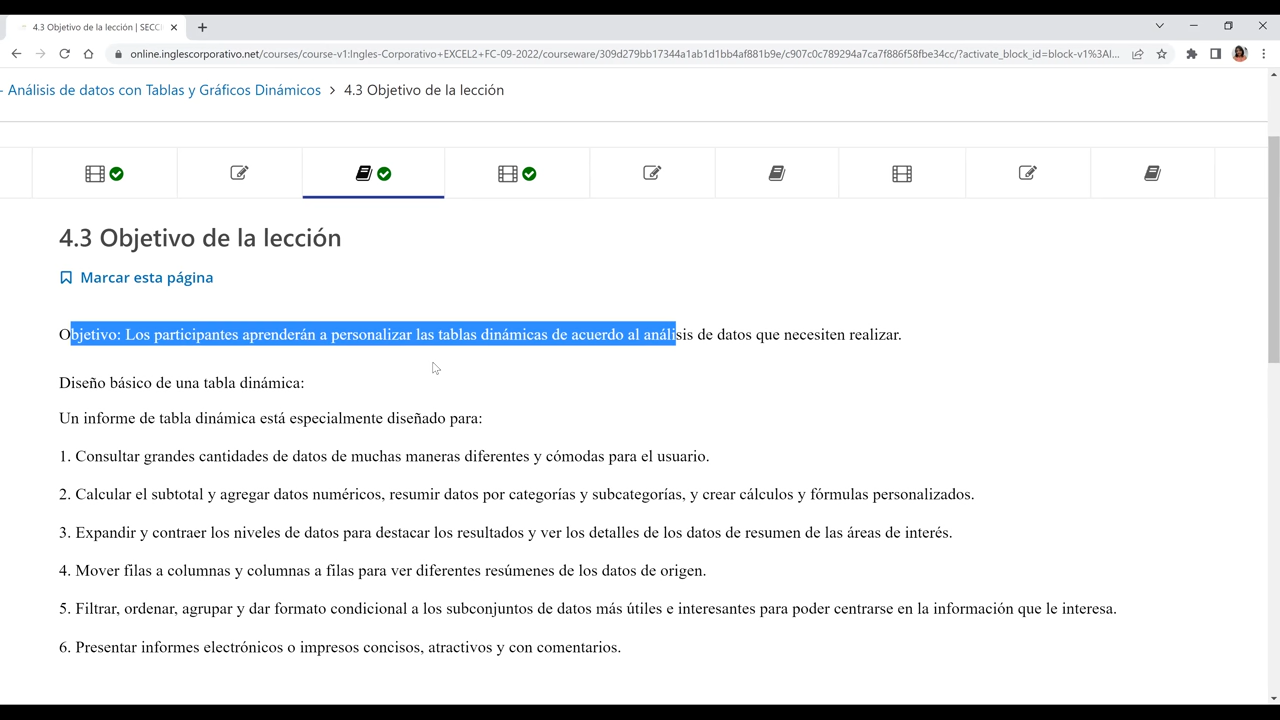 4.3 Objetivo de la lección | SECCI
online.inglescorporativo.net/courses/course-v1:Ingles-Corporativo+EXCEL2+FC-09-2022/courseware/309d279bb17344a1ab1d1bb4af881b9e/c907c0c789294a7ca7f886f58fbe34cc/?activate_block_id=block-v1%3AI...
- Análisis de datos con Tablas y Gráficos Dinámicos > 4.3 Objetivo de la lección
4.3 Objetivo de la lección
Marcar esta página
Objetivo: Los participantes aprenderán a personalizar las tablas dinámicas de acuerdo al análisis de datos que necesiten realizar.
Diseño básico de una tabla dinámica:
Un informe de tabla dinámica está especialmente diseñado para:
1. Consultar grandes cantidades de datos de muchas maneras diferentes y cómodas para el usuario.
2. Calcular el subtotal y agregar datos numéricos, resumir datos por categorías y subcategorías, y crear cálculos y fórmulas personalizados.
3. Expandir y contraer los niveles de datos para destacar los resultados y ver los detalles de los datos de resumen de las áreas de interés.
4. Mover filas a columnas y columnas a filas para ver diferentes resúmenes de los datos de origen.
5. Filtrar, ordenar, agrupar y dar formato condicional a los subconjuntos de datos más útiles e interesantes para poder centrarse en la información que le interesa.
6. Presentar informes electrónicos o impresos concisos, atractivos y con comentarios.